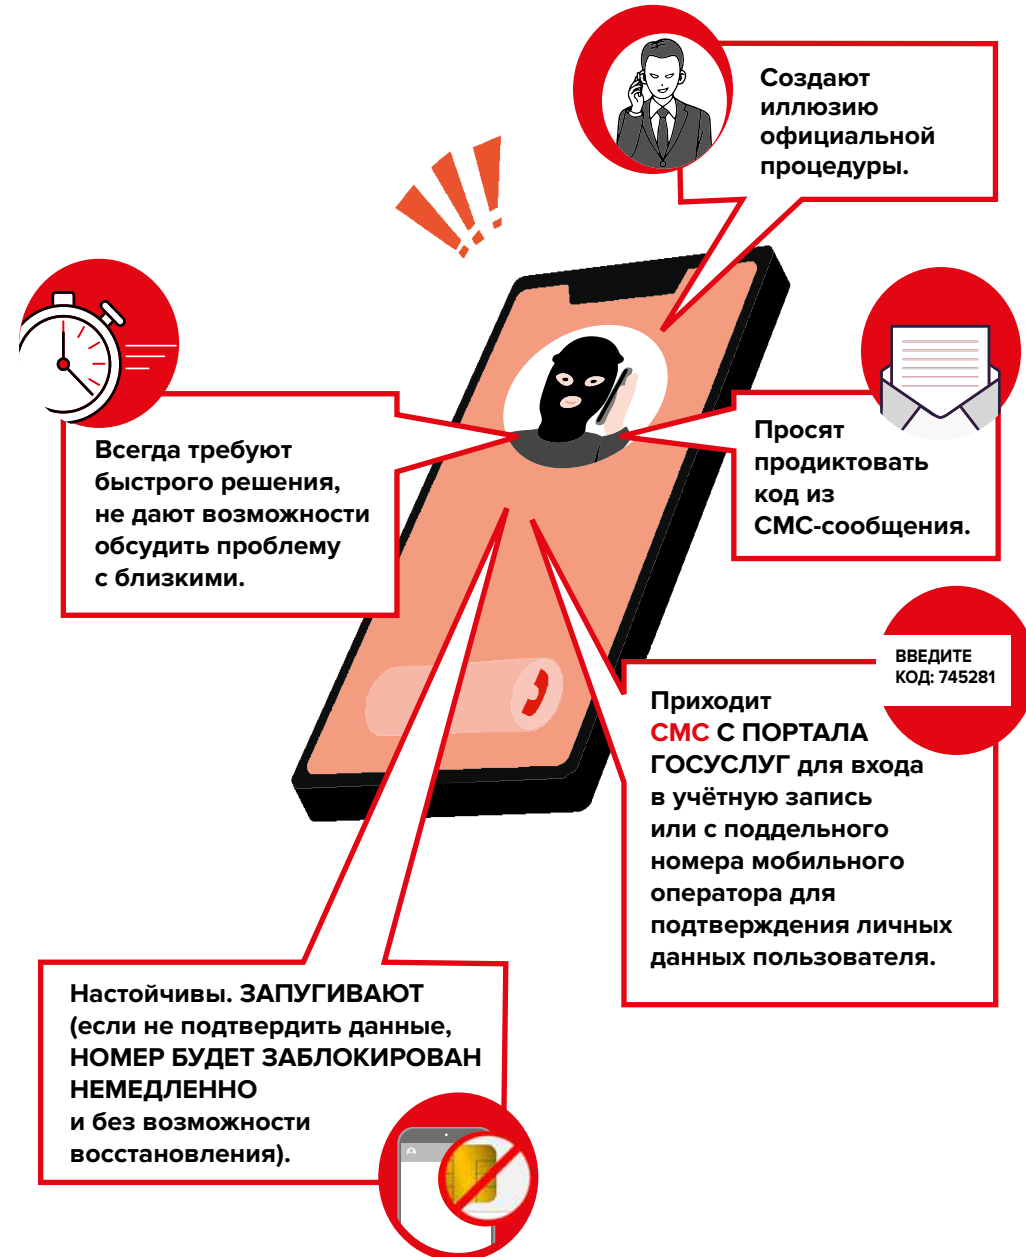 Создают
иллюзию
официальной
процедуры.
Всегда требуют
быстрого решения,
не дают возможности
обсудить проблему
с близкими.
Просят
продиктовать
код из
СМС-сообщения.
ВВЕДИТЕ
КОД: 745281
Приходит
СМС С ПОРТАЛА
ГОСУСЛУГ для входа
в учётную запись
или с поддельного
номера мобильного
оператора для
подтверждения личных
данных пользователя.
Настойчивы. ЗАПУГИВАЮТ
(если не подтвердить данные,
НОМЕР БУДЕТ ЗАБЛОКИРОВАН
НЕМЕДЛЕННО
и без возможности
восстановления).